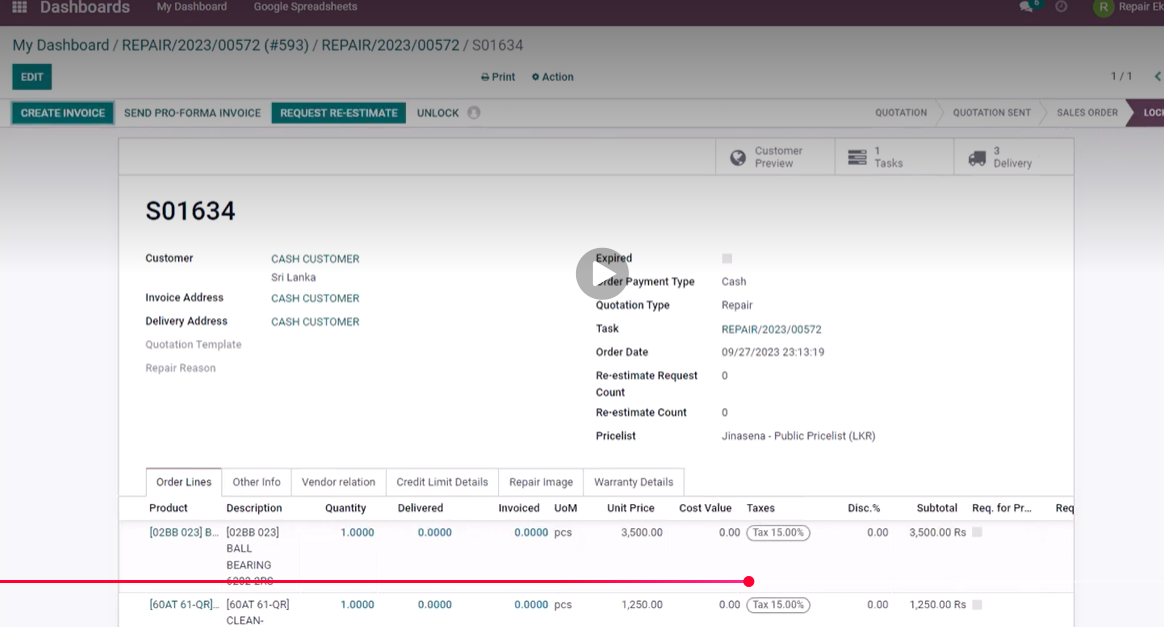 Dashboards My Dashboard Google Spreadsheets 6 R Repair Ek
My Dashboard / REPAIR/2023/00572 (#593) / REPAIR/2023/00572 / S01634
EDIT Print Action 1 / 1
CREATE INVOICE SEND PRO-FORMA INVOICE REQUEST RE-ESTIMATE UNLOCK QUOTATION QUOTATION SENT SALES ORDER LOC
Customer Preview
1 Tasks
3 Delivery
S01634
Customer CASH CUSTOMER
Sri Lanka
Invoice Address CASH CUSTOMER
Delivery Address CASH CUSTOMER
Quotation Template
Repair Reason
Expired
Order Payment Type Cash
Quotation Type Repair
Task REPAIR/2023/00572
Order Date 09/27/2023 23:13:19
Re-estimate Request 0
Count
Re-estimate Count 0
Pricelist Jinasena - Public Pricelist (LKR)
Order Lines Other Info Vendor relation Credit Limit Details Repair Image Warranty Details
Product Description Quantity Delivered Invoiced UoM Unit Price Cost Value Taxes Disc.% Subtotal Req. for Pr... Req
[02BB 023] B... [02BB 023] 1.0000 0.0000 0.0000 pcs 3,500.00 0.00 Tax 15.00% 0.00 3,500.00 Rs
BALL
BEARING
6202 2RS
[60AT 61-QR]... [60AT 61-QR] 1.0000 0.0000 0.0000 pcs 1,250.00 0.00 Tax 15.00% 0.00 1,250.00 Rs
CLEAN-